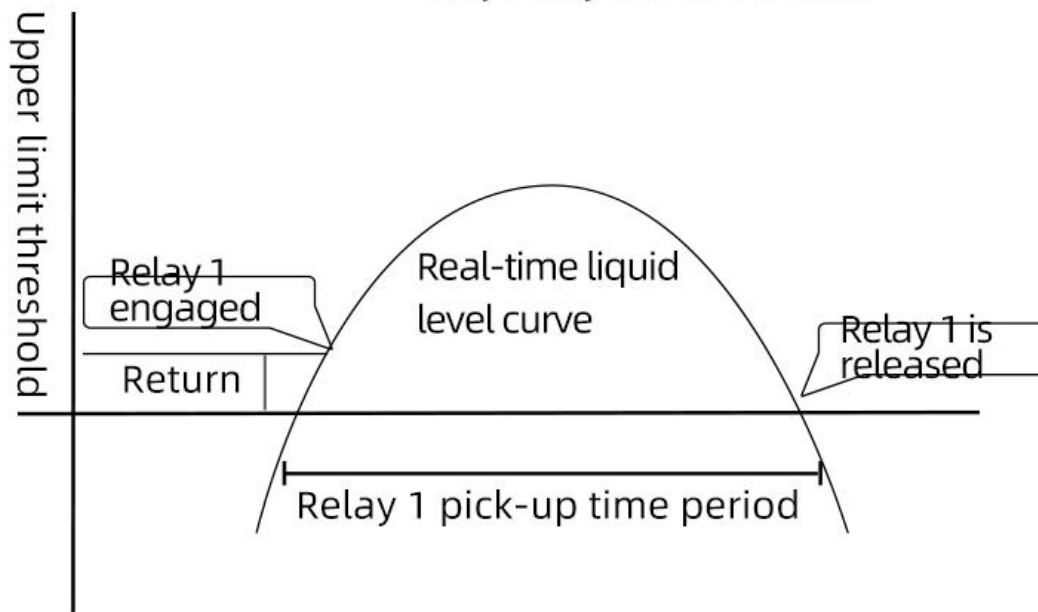 Upper limit threshold
Relay 1
engaged
Return
Real-time liquid
level curve
Relay 1 is
released
Relay 1 pick-up time period